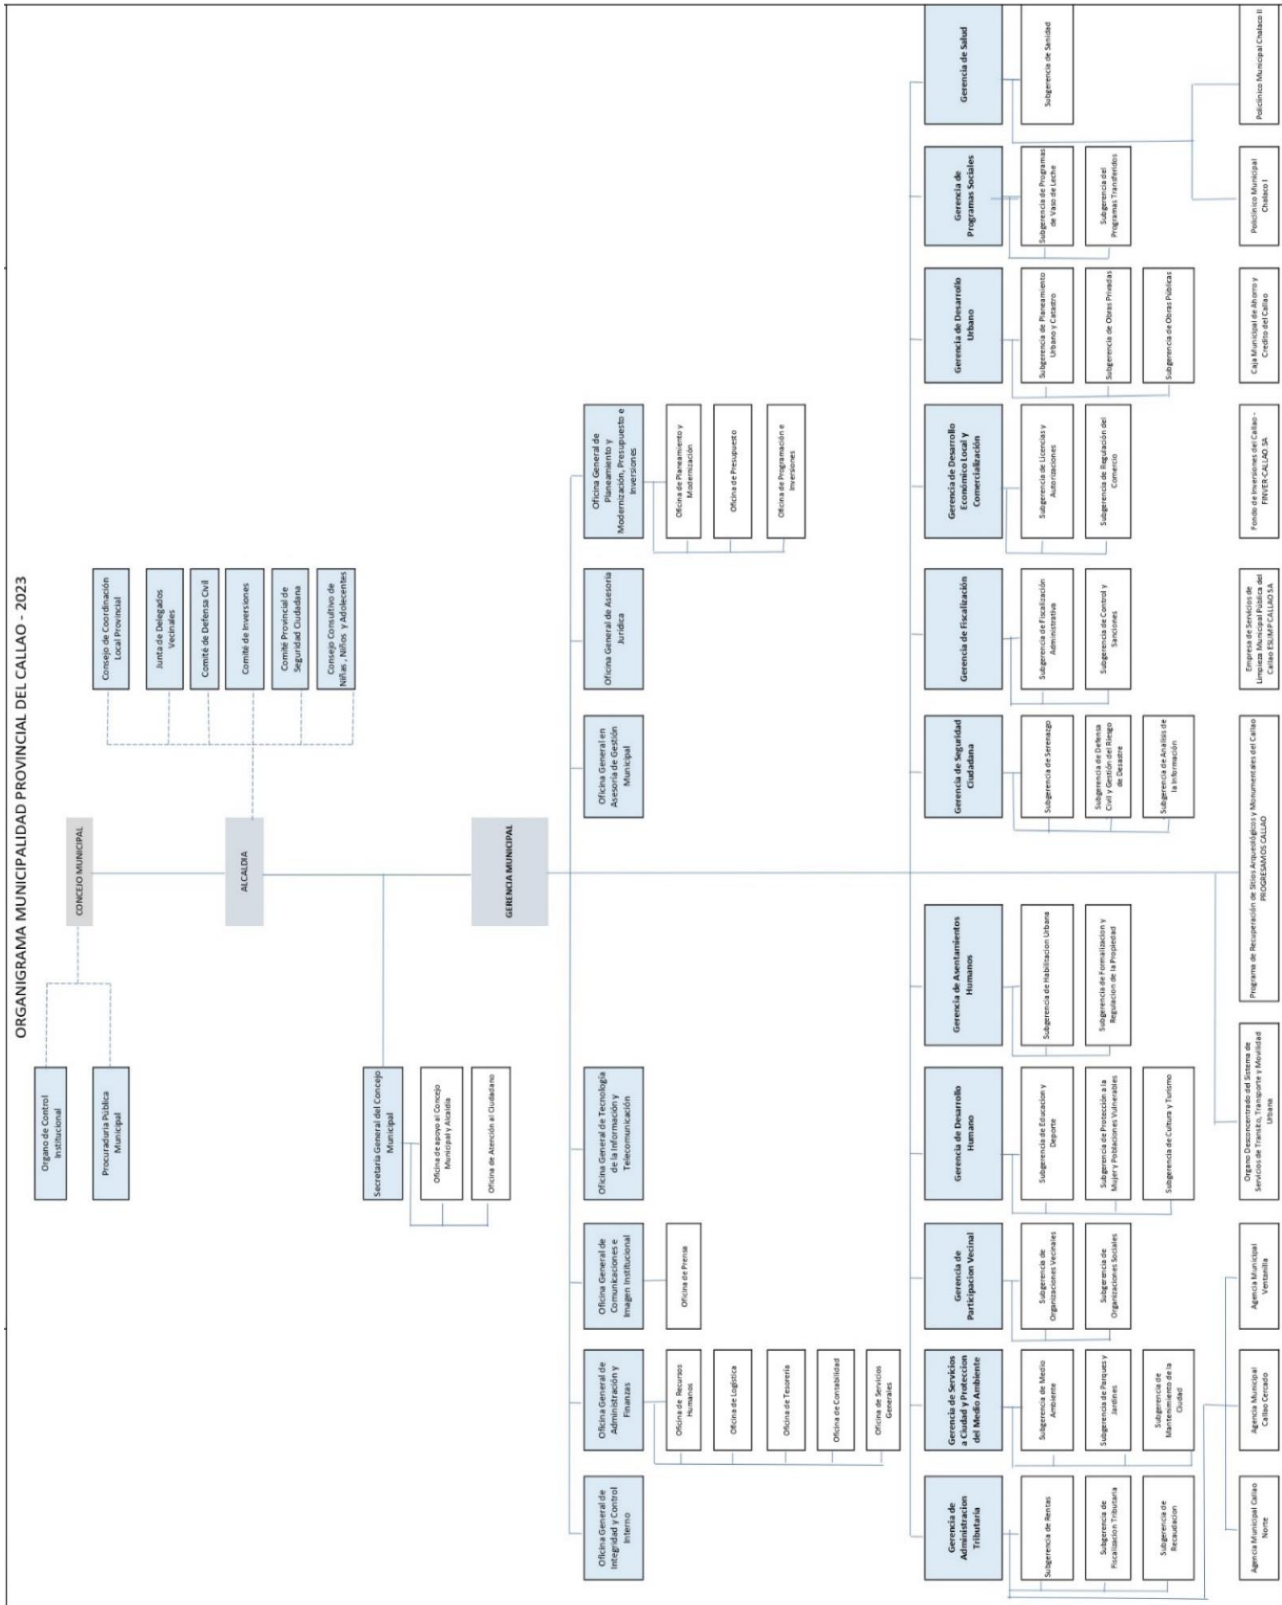 ORGANIGRAMA MUNICIPALIDAD PROVINCIAL DEL CALLAO - 2023
CONCEJO MUNICIPAL
Organo de Control
Institucional
Procuraduría Pública
Municipal
ALCALDIA
Consejo de Coordinación
Local Provincial
Junta de Delegados
Vecinales
Comité de Defensa Civil
Comité de Inversiones
Comité Provincial de
Seguridad Ciudadana
Consejo Consultivo de
Niñas , Niños y Adolecentes
Secretaría General del Concejo
Municipal
Oficina de apoyo al Concejo
Municipal y Alcaldía
Oficina de Atención al Ciudadano
GERENCIA MUNICIPAL
Oficina General de
Integridad y Control
Interno
Oficina General de
Administración y
Finanzas
Oficina de Recursos
Humanos
Oficina de Logística
Oficina de Tesorería
Oficina de Contabilidad
Oficina de Servicios
Generales
Oficina General de
Comunicaciones e
Imagen Institucional
Oficina de Prensa
Oficina General de Tecnología
de la Información y
Telecomunicación
Oficina General en
Asesoría de Gestión
Municipal
Oficina General de Asesoría
Jurídica
Oficina General de
Planeamiento y
Modernización, Presupuesto e
Inversiones
Oficina de Planeamiento y
Modernización
Oficina de Presupuesto
Oficina de Programación e
Inversiones
Gerencia de
Administracion
Tributaria
Subgerencia de Rentas
Subgerencia de
Fiscalizacion Tributaria
Subgerencia de
Recaudacion
Gerencia de Servicios
a Ciudad y Proteccion
del Medio Ambiente
Subgerencia de Medio
Ambiente
Subgerencia de Parques y
Jardines
Subgerencia de
Mantenimiento de la
Ciudad
Gerencia de
Participacion Vecinal
Subgerencia de
Organizaciones Vecinales
Subgerencia de
Organizaciones Sociales
Gerencia de Desarrollo
Humano
Subgerencia de Educacion y
Deporte
Subgerencia de Protección a la
Mujer y Poblaciones Vulnerables
Subgerencia de Cultura y Turismo
Gerencia de Asentamientos
Humanos
Subgerencia de Habilitacion Urbana
Subgerencia de Formalizacion y
Regulacion de la Propiedad
Gerencia de Seguridad
Ciudadana
Subgerencia de Serenazgo
Subgerencia de Defensa
Civil y Gestión del Riesgo
de Desastre
Subgerencia de Analisis de
la Información
Gerencia de Fiscalización
Subgerencia de Fiscalización
Administrativa
Subgerencia de Control y
Sanciones
Gerencia de Desarrollo
Económico Local y
Comercialización
Subgerencia de Licencias y
Autorizaciones
Subgerencia de Regulación del
Comercio
Gerencia de Desarrollo
Urbano
Subgerencia de Planeamiento
Urbano y Catastro
Subgerencia de Obras Privadas
Subgerencia de Obras Públicas
Gerencia de
Programas Sociales
Subgerencia de Programas
de Vaso de Leche
Subgerencia del
Programas Transferidos
Gerencia de Salud
Subgerencia de Sanidad
Agencia Municipal Callao
Norte
Agencia Municipal
Callao Cercado
Agencia Municipal
Ventanilla
Organo Desconcentrado del Sistema de
Servicios de Transito, Transporte y Movilidad
Urbana
Programa de Recuperación de Sitios Arqueológicos y Monumentales del Callao
PROGRESAMOS CALLAO
Empresa de Servicios de
Limpieza Municipal Pública del
Callao ESLIMP CALLAO SA
Fondo de Inversiones del Callao -
FINVER-CALLAO.SA
Caja Municipal de Ahorro y
Credito del Callao
Policlínico Municipal
Chalaco I
Policlinico Municipal Chalaco II